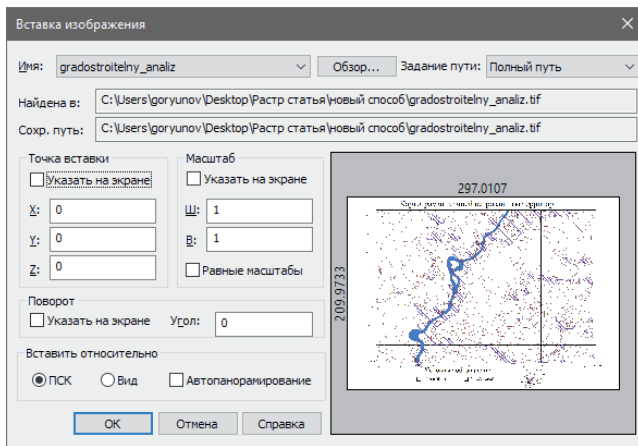 Вставка изображения
Имя: gradostroitelny_analiz Обзор... Задание пути: Полный путь
Найдена в: C:\Users\goryunov\Desktop\Растр статья\новый способ\gradostroitelny_analiz.tif
Сохр. путь: C:\Users\goryunov\Desktop\Растр статья\новый способ\gradostroitelny_analiz.tif
Точка вставки
Указать на экране
X: 0
Y: 0
Z: 0
Масштаб
Указать на экране
Ш: 1
В: 1
Равные масштабы
Поворот
Указать на экране Угол: 0
Вставить относительно
ПСК Вид Автопанорамирование
ОК Отмена Справка
297.0107
209.9733